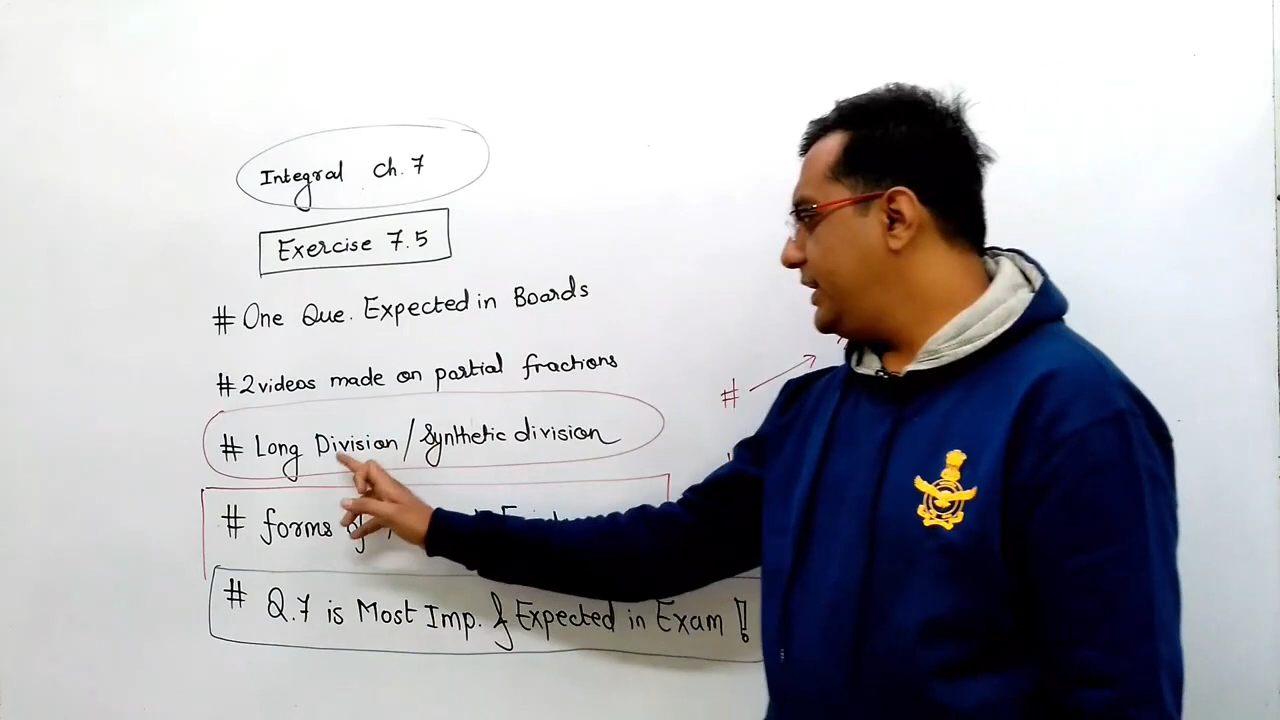 Integral Ch. 7
Exercise 7.5
# One Que. Expected in Boards
# 2 videos made on partial fractions
# Long Division / Synthetic division
#
# forms of
# Q.7 is Most Imp. & Expected in Exam !